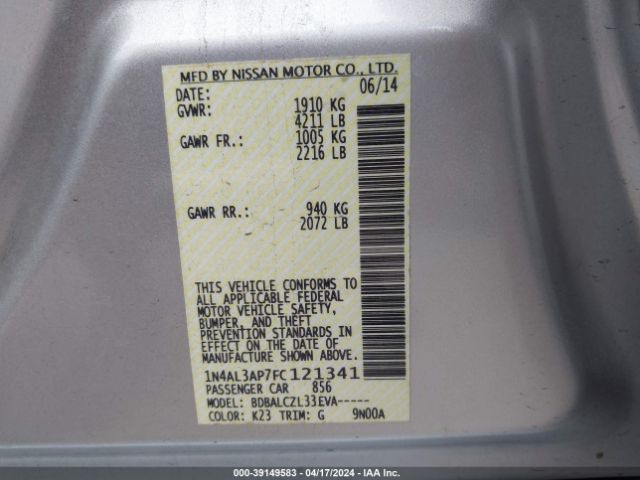 MFD BY NISSAN MOTOR CO., LTD.
DATE: 06/14
GVWR: 1910 KG
4211 LB
GAWR FR.: 1005 KG
2216 LB
GAWR RR.: 940 KG
2072 LB
THIS VEHICLE CONFORMS TO
ALL APPLICABLE FEDERAL
MOTOR VEHICLE SAFETY,
BUMPER, AND THEFT
PREVENTION STANDARDS IN
EFFECT ON THE DATE OF
MANUFACTURE SHOWN ABOVE.
1N4AL3AP7FC121341
PASSENGER CAR 856
MODEL: BDBALCZL33EVA-----
COLOR: K23 TRIM: G 9N00A
000-39149583 - 04/17/2024 - IAA Inc.